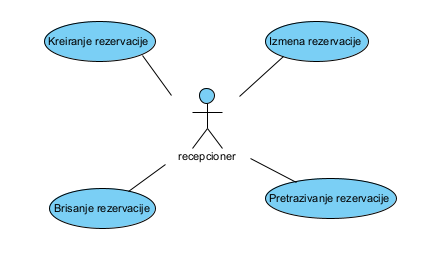 Kreiranje rezervacije
Izmena rezervacije
recepcioner
Brisanje rezervacije
Pretrazivanje rezervacije